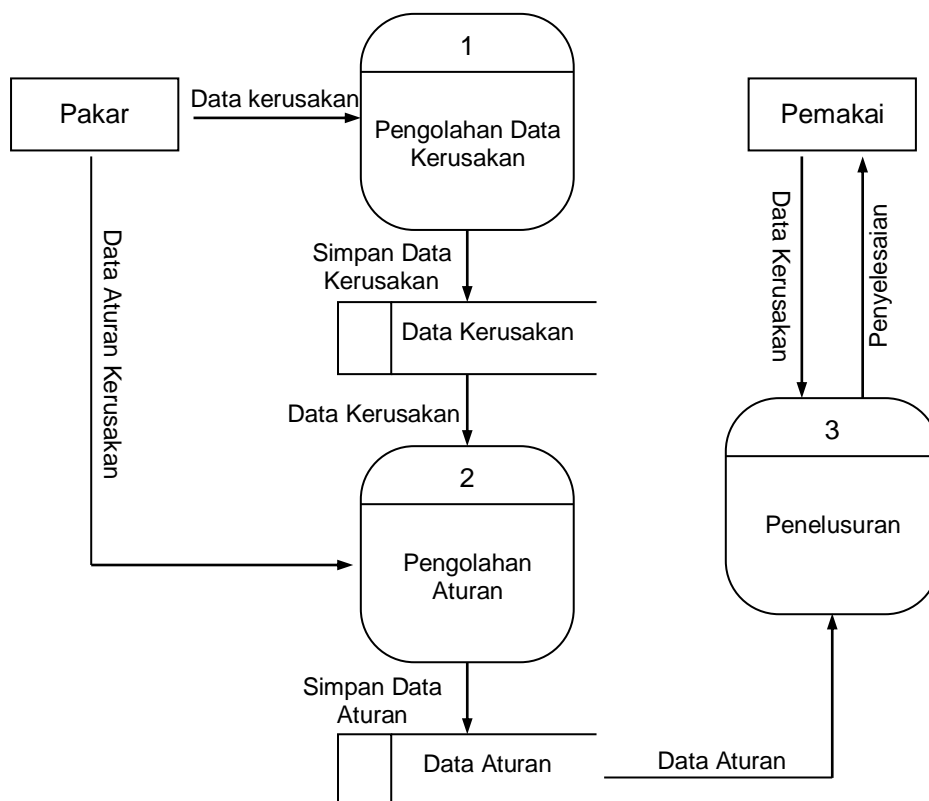 1
Pakar
Data kerusakan
Pengolahan Data
Kerusakan
Pemakai
Data Aturan Kerusakan
Simpan Data
Kerusakan
Data Kerusakan
Penyelesaian
Data Kerusakan
Data Kerusakan
2
Pengolahan
Aturan
3
Penelusuran
Simpan Data
Aturan
Data Aturan
Data Aturan